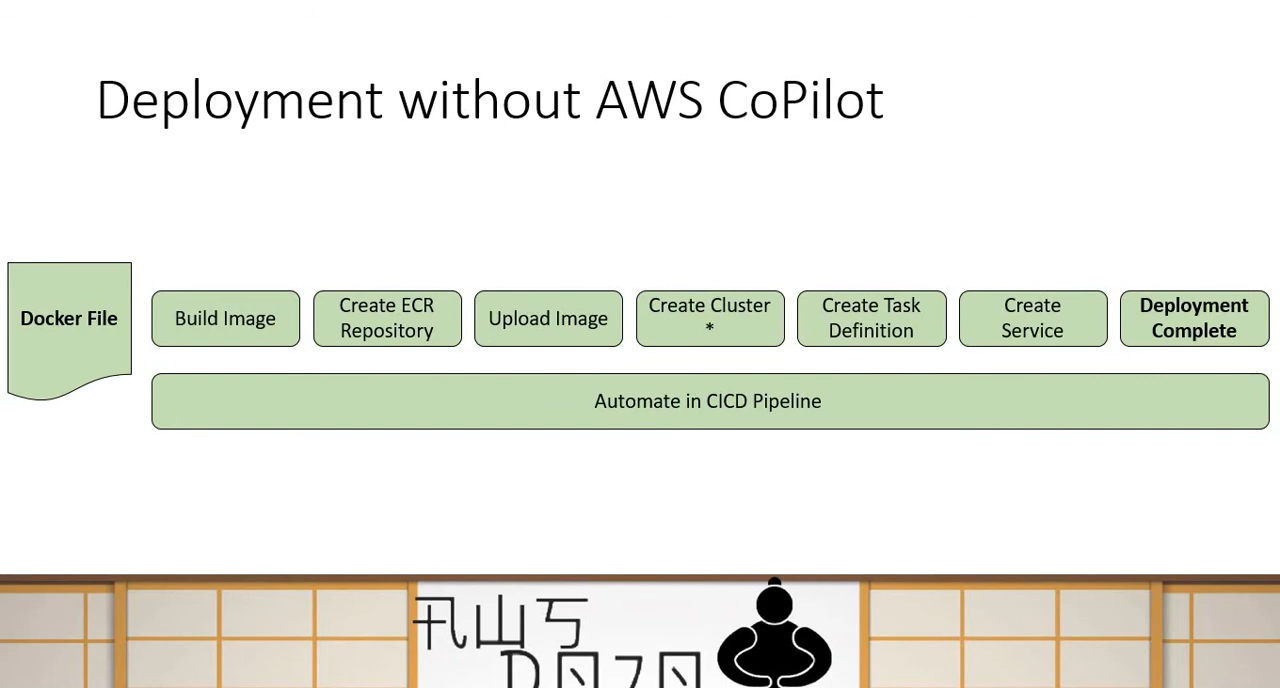 Deployment without AWS CoPilot
Docker File
Build Image
Create ECR
Repository
Upload Image
Create Cluster
*
Create Task
Definition
Create
Service
Deployment
Complete
Automate in CICD Pipeline